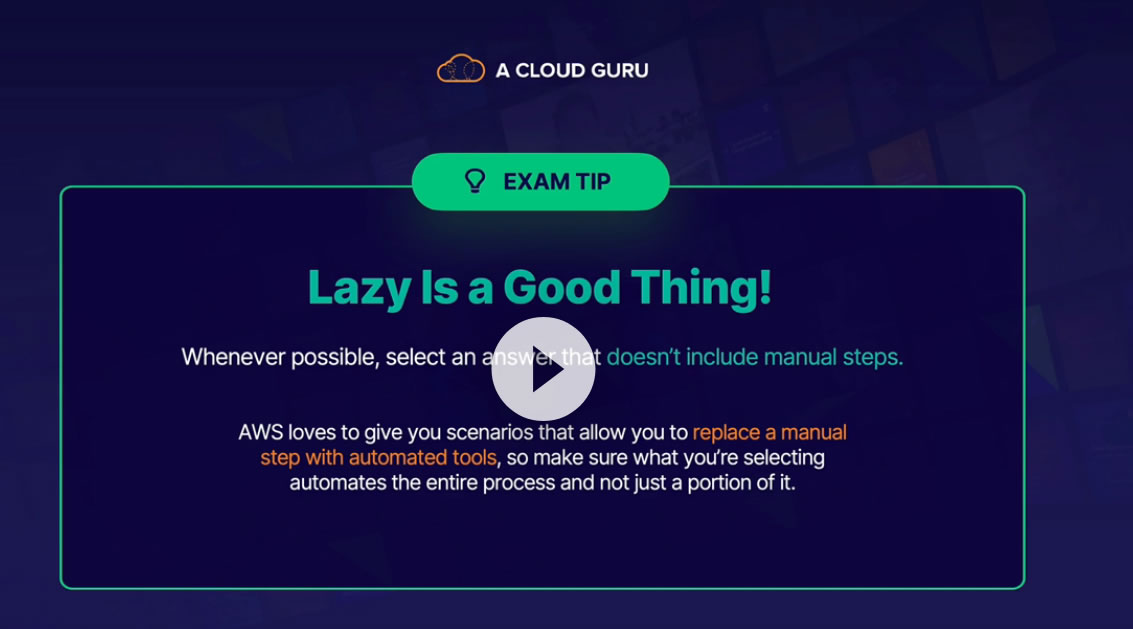 A CLOUD GURU
EXAM TIP
Lazy Is a Good Thing!
Whenever possible, select an answer that doesn't include manual steps.
AWS loves to give you scenarios that allow you to replace a manual
step with automated tools, so make sure what you're selecting
automates the entire process and not just a portion of it.